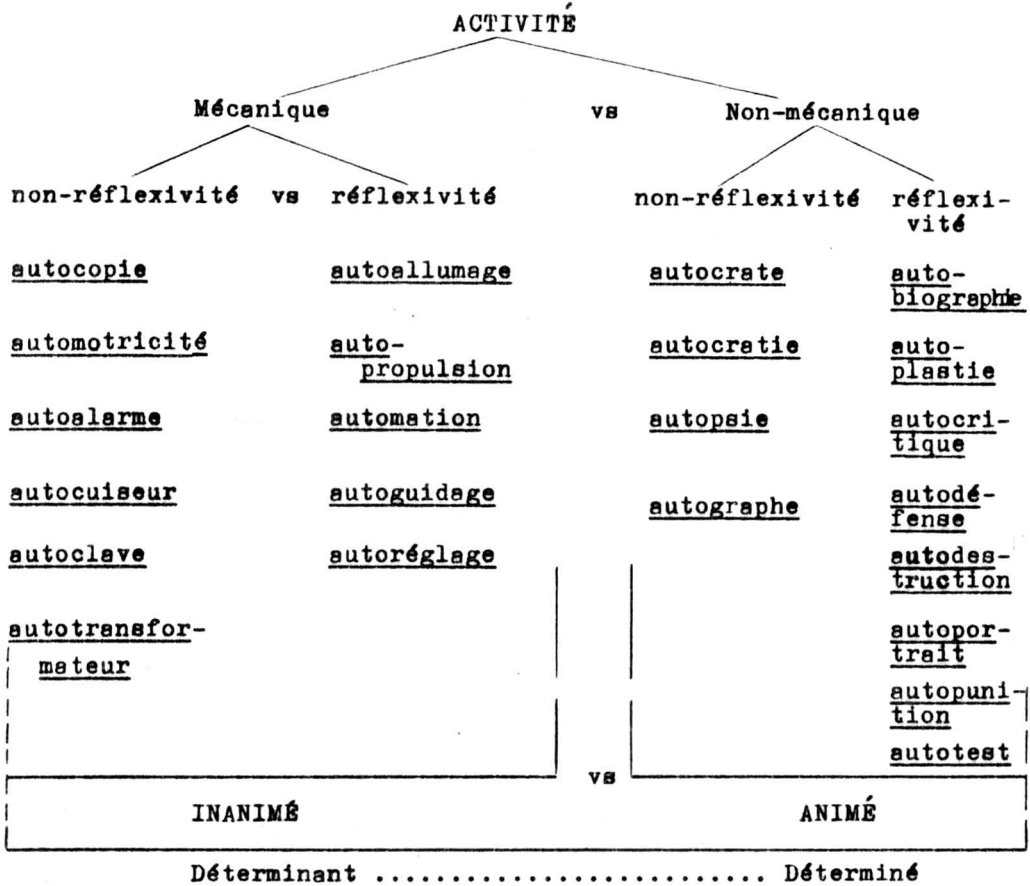 ACTIVITÉ
Mécanique vs Non-mécanique
non-réflexivité vs réflexivité non-réflexivité réflexi-
vité
autocopie autoallumage autocrate auto-
biographie
automotricité auto- autocratie auto-
propulsion plastie
autoalarme automation autopsie autocri-
tique
autocuiseur autoguidage autographe autodé-
fense
autoclave autoréglage autodes-
truction
autotransfor- autopor-
mateur trait
autopuni-
tion
autotest
vs
INANIMÉ ANIMÉ
Déterminant .......................... Déterminé